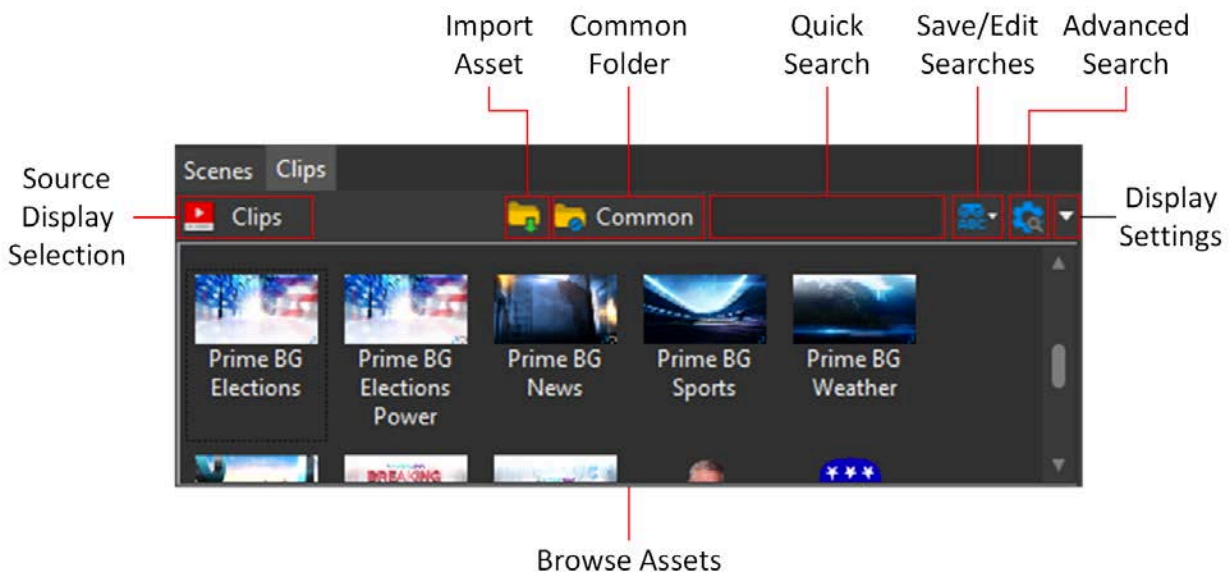 Import Asset
Common Folder
Quick Search
Save/Edit Searches
Advanced Search
Scenes Clips
Source Display Selection
Clips
Common
ABC
Display Settings
Prime BG Elections
Prime BG Elections Power
Prime BG News
Prime BG Sports
Prime BG Weather
BREAKING
Browse Assets